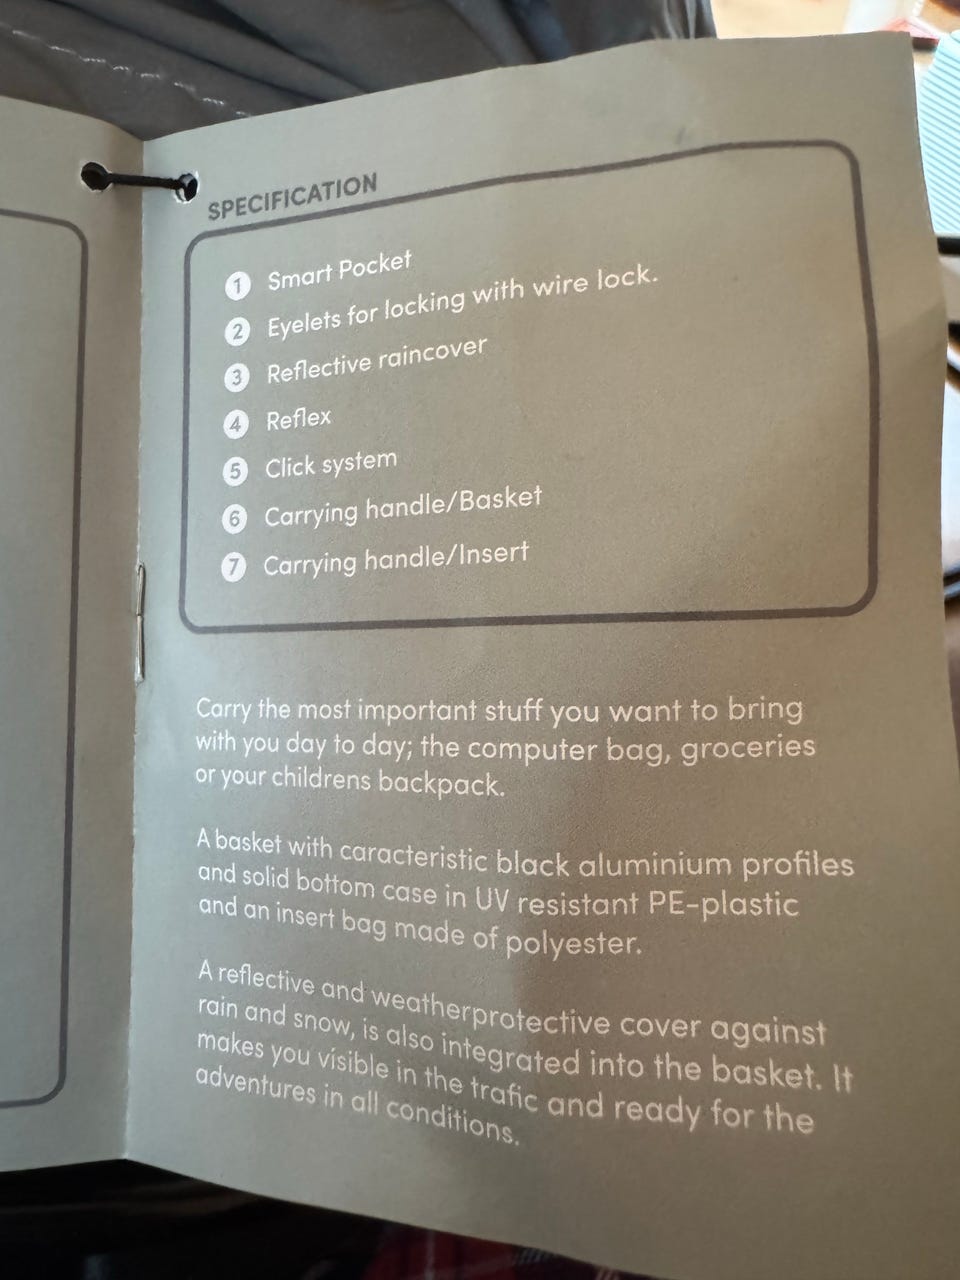 SPECIFICATION
1 Smart Pocket
2 Eyelets for locking with wire lock.
3 Reflective raincover
4 Reflex
5 Click system
6 Carrying handle/Basket
7 Carrying handle/Insert
Carry the most important stuff you want to bring
with you day to day; the computer bag, groceries
or your childrens backpack.
A basket with caracteristic black aluminium profiles
and solid bottom case in UV resistant PE-plastic
and an insert bag made of polyester.
A reflective and weatherprotective cover against
rain and snow, is also integrated into the basket. It
makes you visible in the trafic and ready for the
adventures in all conditions.